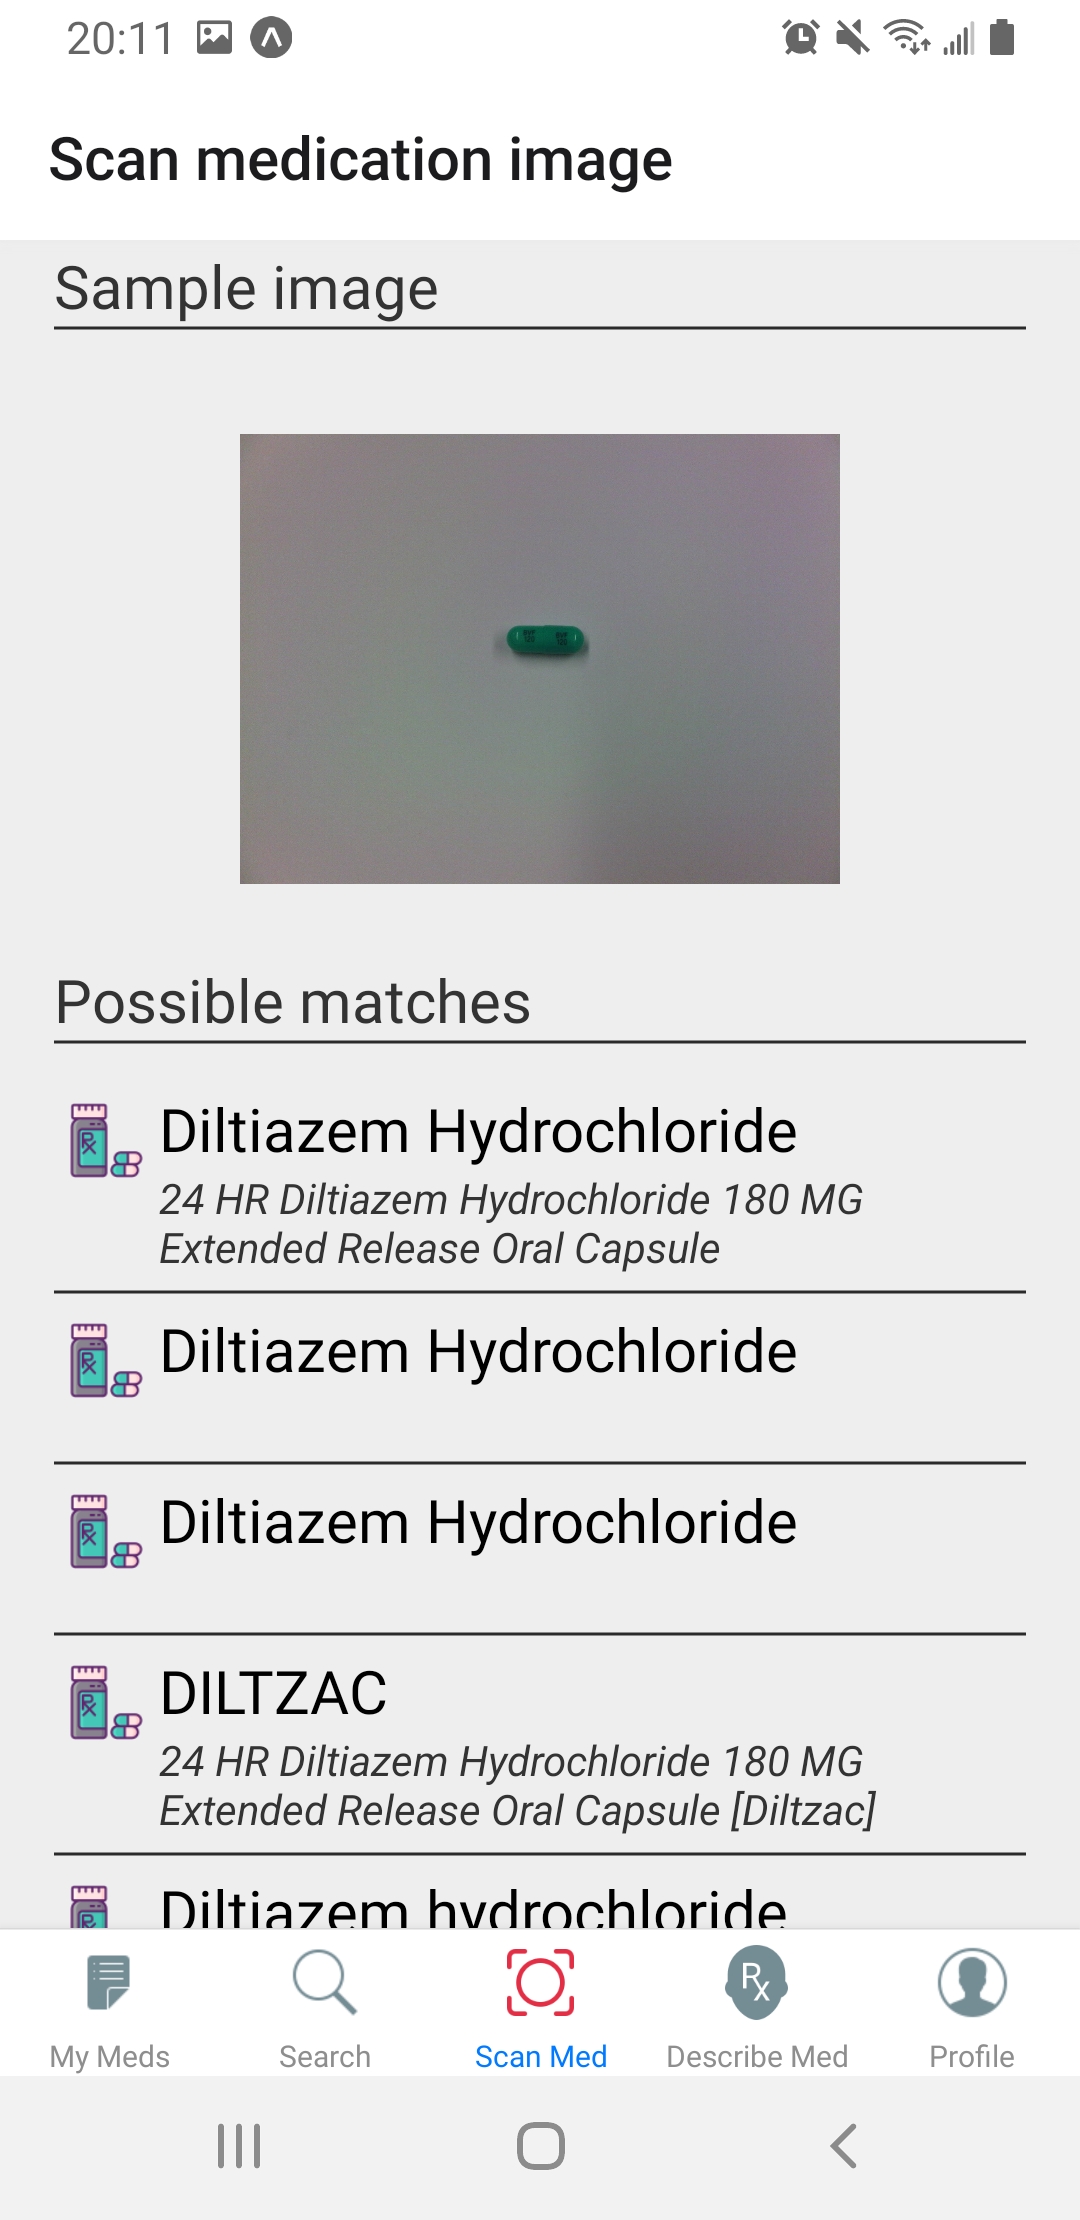 20:11
Scan medication image
Sample image
Possible matches
Diltiazem Hydrochloride
24 HR Diltiazem Hydrochloride 180 MG
Extended Release Oral Capsule
Diltiazem Hydrochloride
Diltiazem Hydrochloride
DILTZAC
24 HR Diltiazem Hydrochloride 180 MG
Extended Release Oral Capsule [Diltzac]
Diltiazem hydrochloride
My Meds
Search
Scan Med
Describe Med
Profile